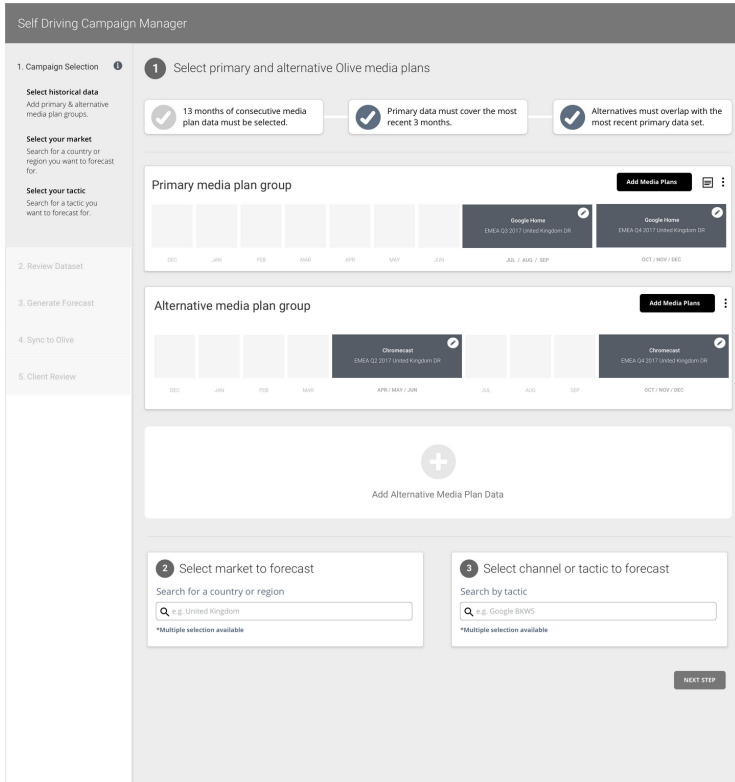 Self Driving Campaign Manager
1. Campaign Selection
Select historical data
Add primary & alternative
media plan groups.
Select your market
Search for a country or
region you want to forecast
for.
Select your tactic
Search for a tactic you
want to forecast for.
2. Review Dataset
3. Generate Forecast
4. Sync to Olive
5. Client Review
1 Select primary and alternative Olive media plans
13 months of consecutive media
plan data must be selected.
Primary data must cover the most
recent 3 months.
Alternatives must overlap with the
most recent primary data set.
Primary media plan group
Add Media Plans
Google Home
EMEA Q3 2017 United Kingdom DR
Google Home
EMEA Q4 2017 United Kingdom DR
DEC JAN FEB MAR APR MAY JUN JUL / AUG / SEP OCT / NOV / DEC
Alternative media plan group
Add Media Plans
Chromecast
EMEA Q2 2017 United Kingdom DR
Chromecast
EMEA Q4 2017 United Kingdom DR
DEC JAN FEB MAR APR / MAY / JUN JUL AUG SEP OCT / NOV / DEC
Add Alternative Media Plan Data
2 Select market to forecast
Search for a country or region
e.g. United Kingdom
*Multiple selection available
3 Select channel or tactic to forecast
Search by tactic
e.g. Google BKWS
*Multiple selection available
NEXT STEP